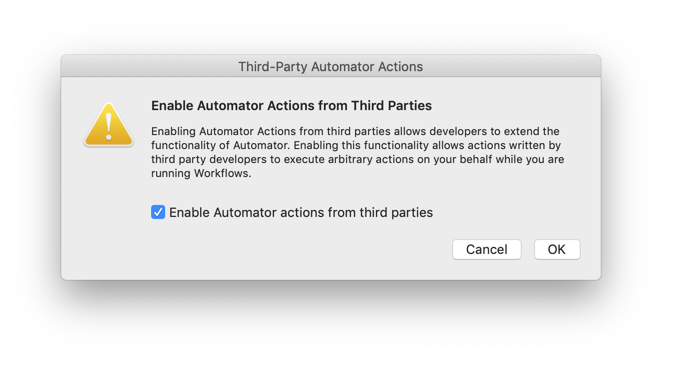 Third-Party Automator Actions
Enable Automator Actions from Third Parties
Enabling Automator Actions from third parties allows developers to extend the
functionality of Automator. Enabling this functionality allows actions written by
third party developers to execute arbitrary actions on your behalf while you are
running Workflows.
Enable Automator actions from third parties
Cancel OK